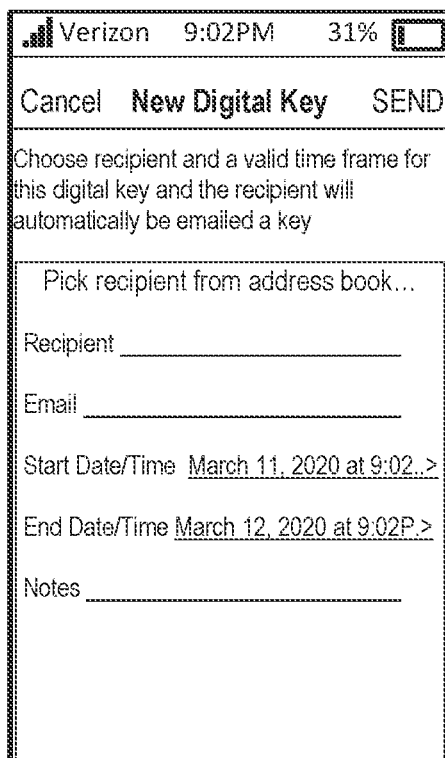 Verizon 9:02PM 31%
Cancel New Digital Key SEND
Choose recipient and a valid time frame for
this digital key and the recipient will
automatically be emailed a key
Pick recipient from address book...
Recipient
Email
Start Date/Time March 11, 2020 at 9:02..>
End Date/Time March 12, 2020 at 9:02P.>
Notes